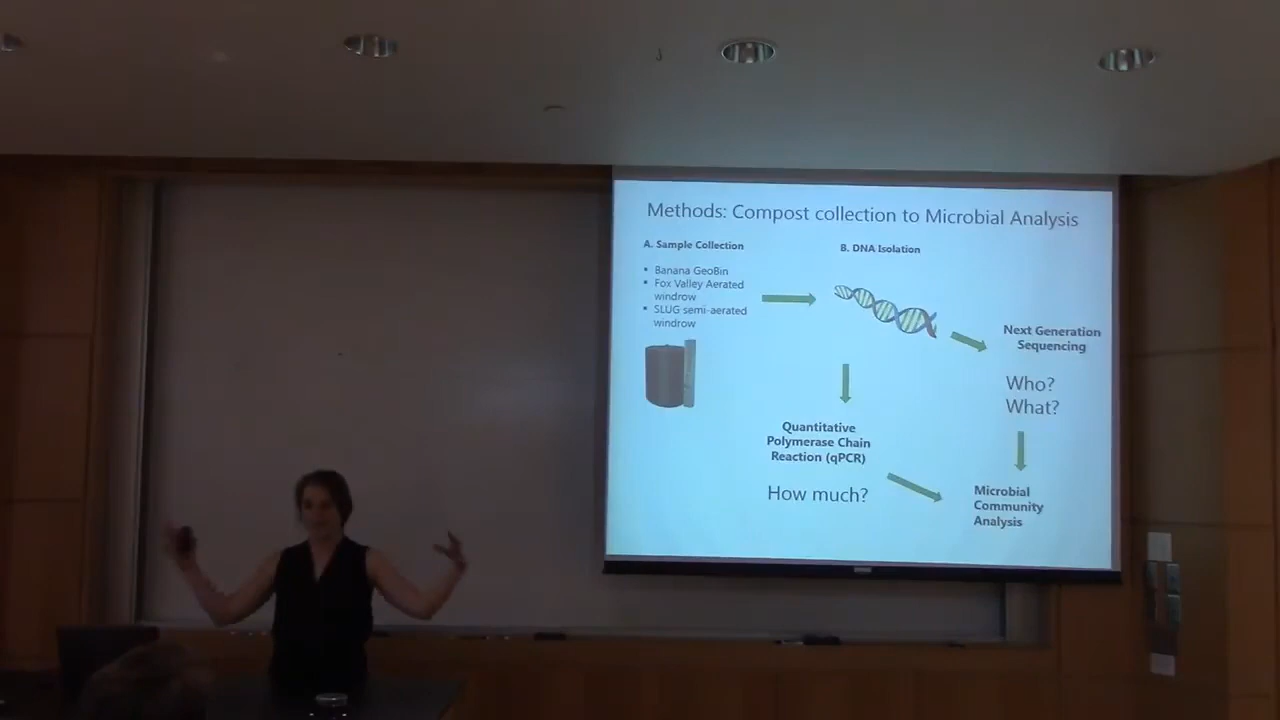 Methods: Compost collection to Microbial Analysis
A. Sample Collection
▪ Banana GeoBin
▪ Fox Valley Aerated
windrow
▪ SLUG semi-aerated
windrow
B. DNA Isolation
Next Generation
Sequencing
Who?
What?
Quantitative
Polymerase Chain
Reaction (qPCR)
How much?
Microbial
Community
Analysis